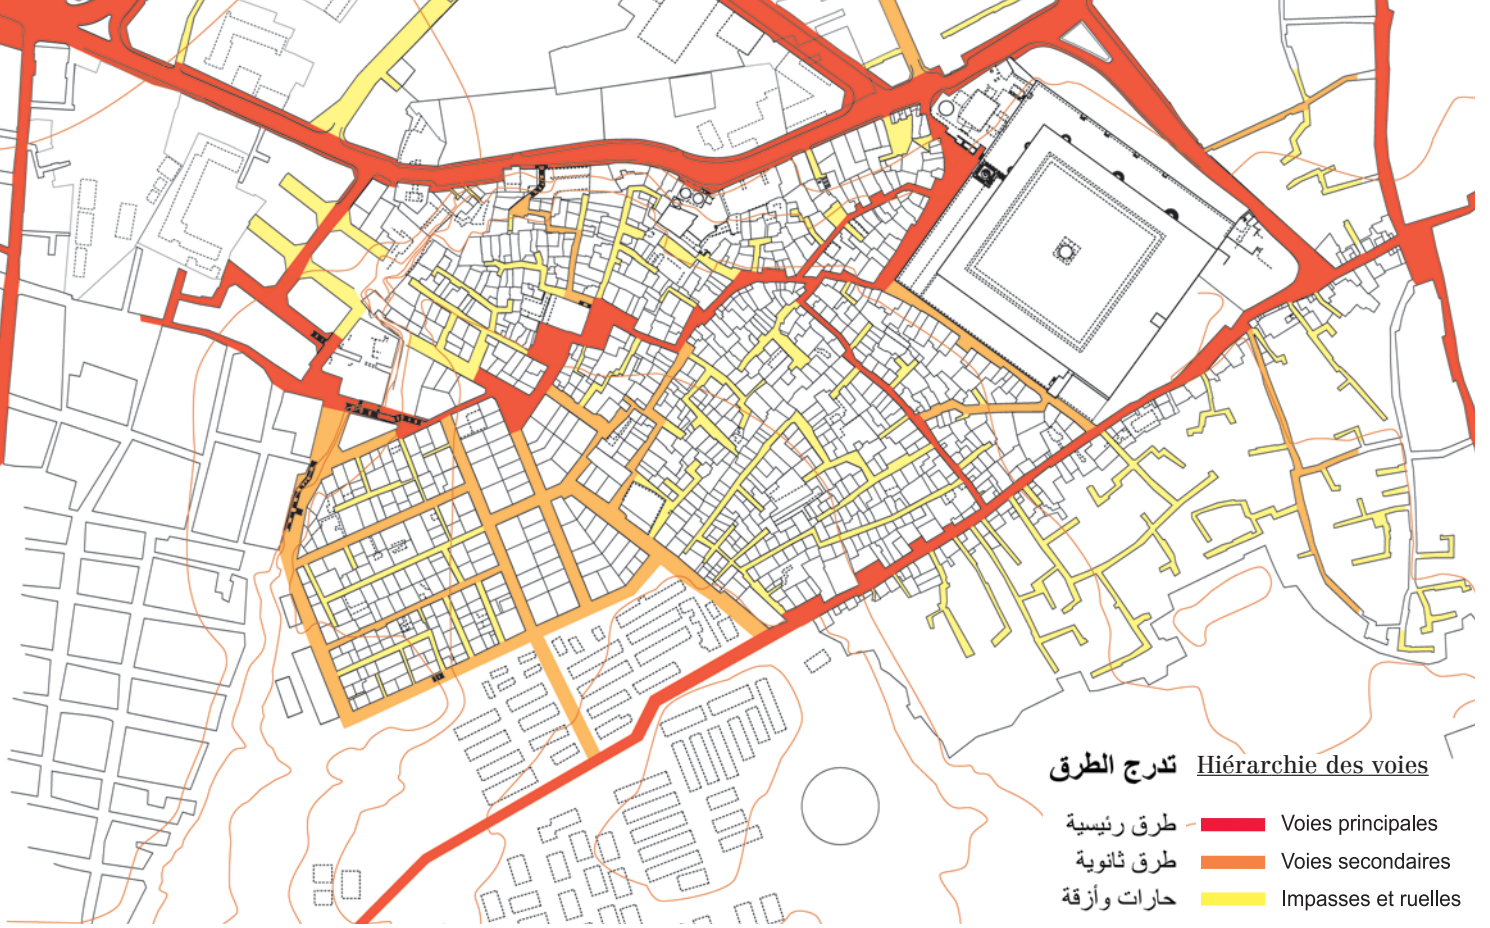 تدرج الطرق Hiérarchie des voies
طرق رئيسية Voies principales
طرق ثانوية Voies secondaires
حارات وأزقة Impasses et ruelles